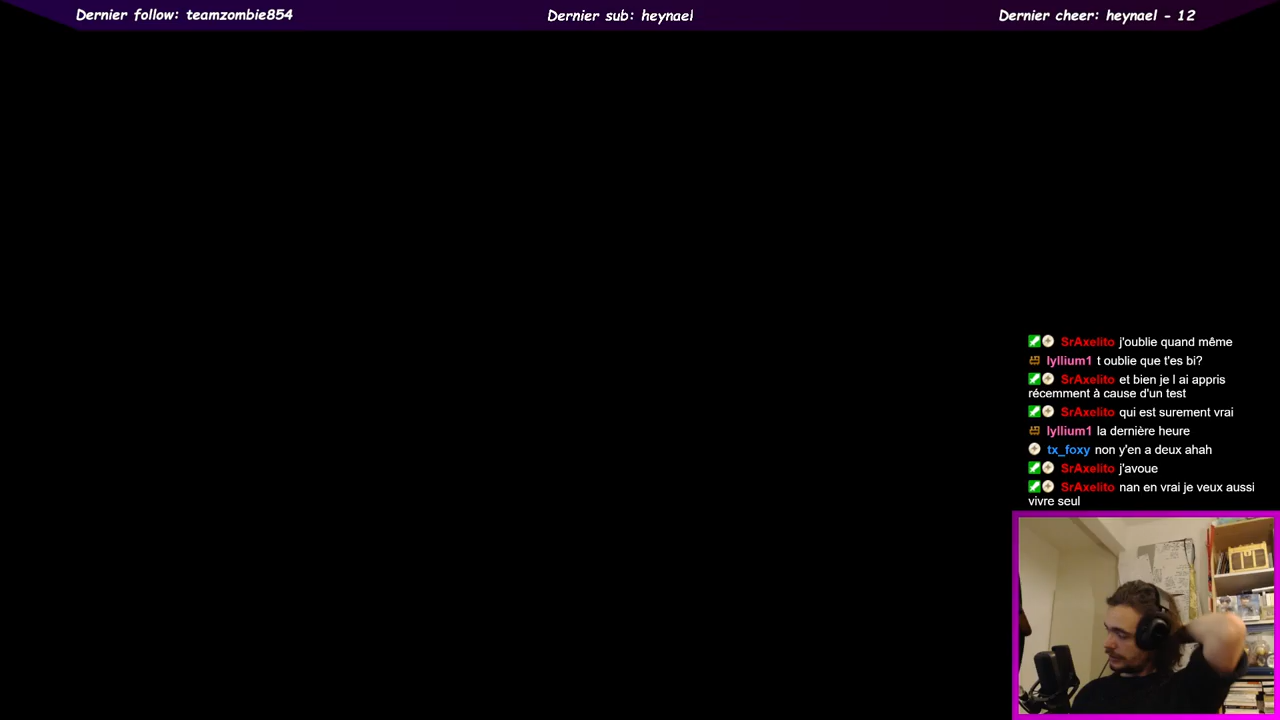 Dernier follow: teamzombie854
Dernier sub: heynael
Dernier cheer: heynael - 12
SrAxelito j'oublie quand même
lyllium1 t oublie que t'es bi?
SrAxelito et bien je l ai appris
récemment à cause d'un test
SrAxelito qui est surement vrai
lyllium1 la dernière heure
tx_foxy non y'en a deux ahah
SrAxelito j'avoue
SrAxelito nan en vrai je veux aussi
vivre seul